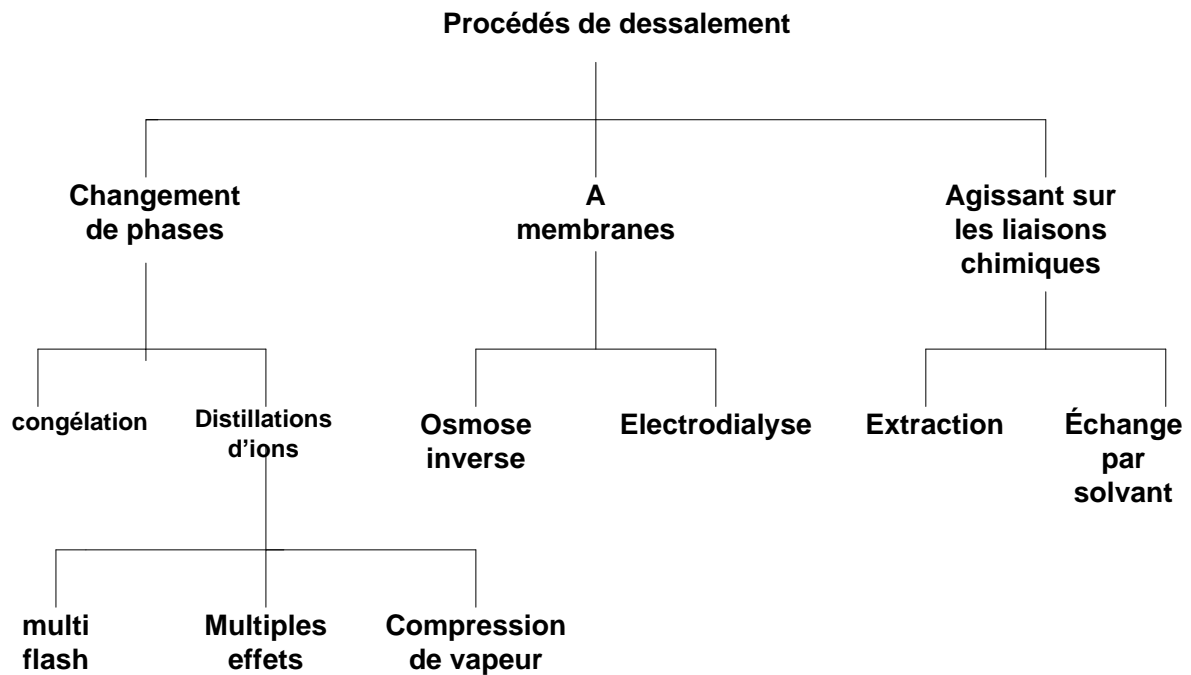 Procédés de dessalement
Changement
de phases
A
membranes
Agissant sur
les liaisons
chimiques
congélation
Distillations
d’ions
Osmose
inverse
Electrodialyse
Extraction
Échange
par
solvant
multi
flash
Multiples
effets
Compression
de vapeur